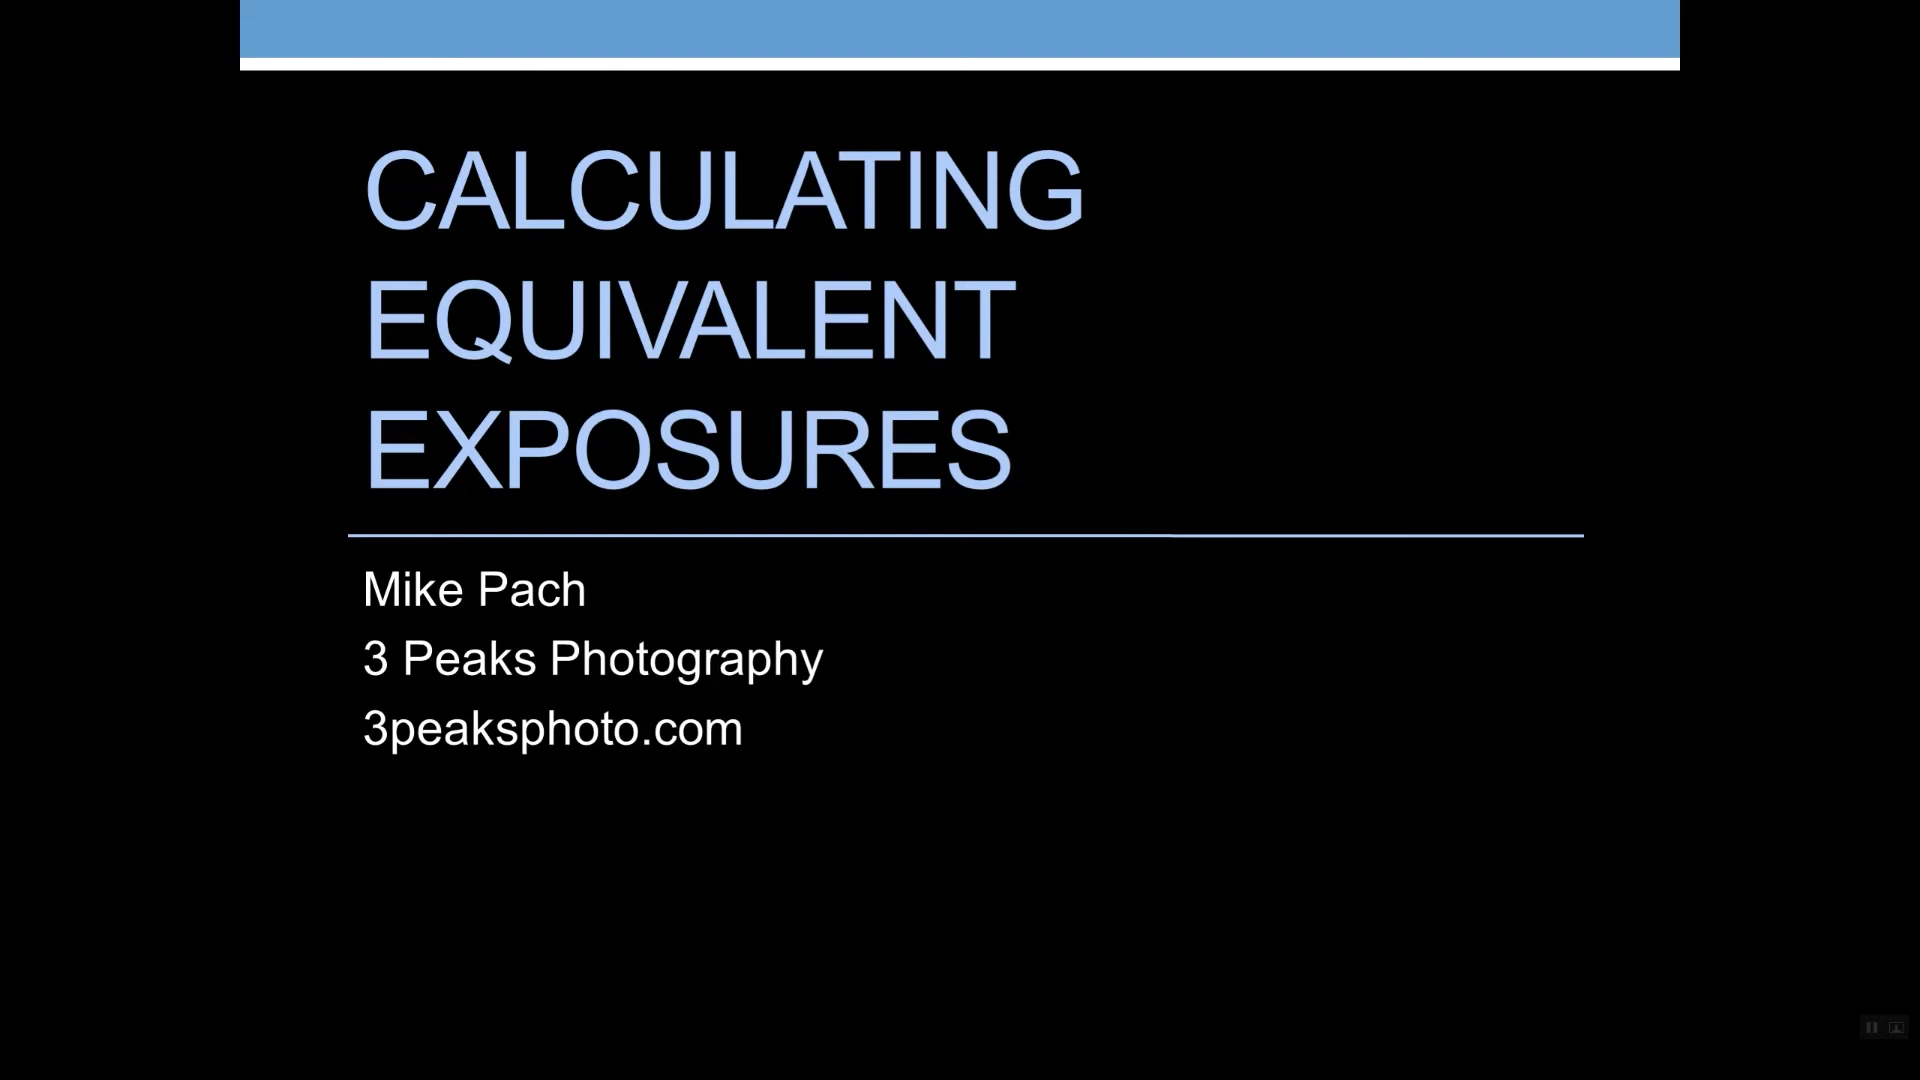 CALCULATING
EQUIVALENT
EXPOSURES
Mike Pach
3 Peaks Photography
3peaksphoto.com